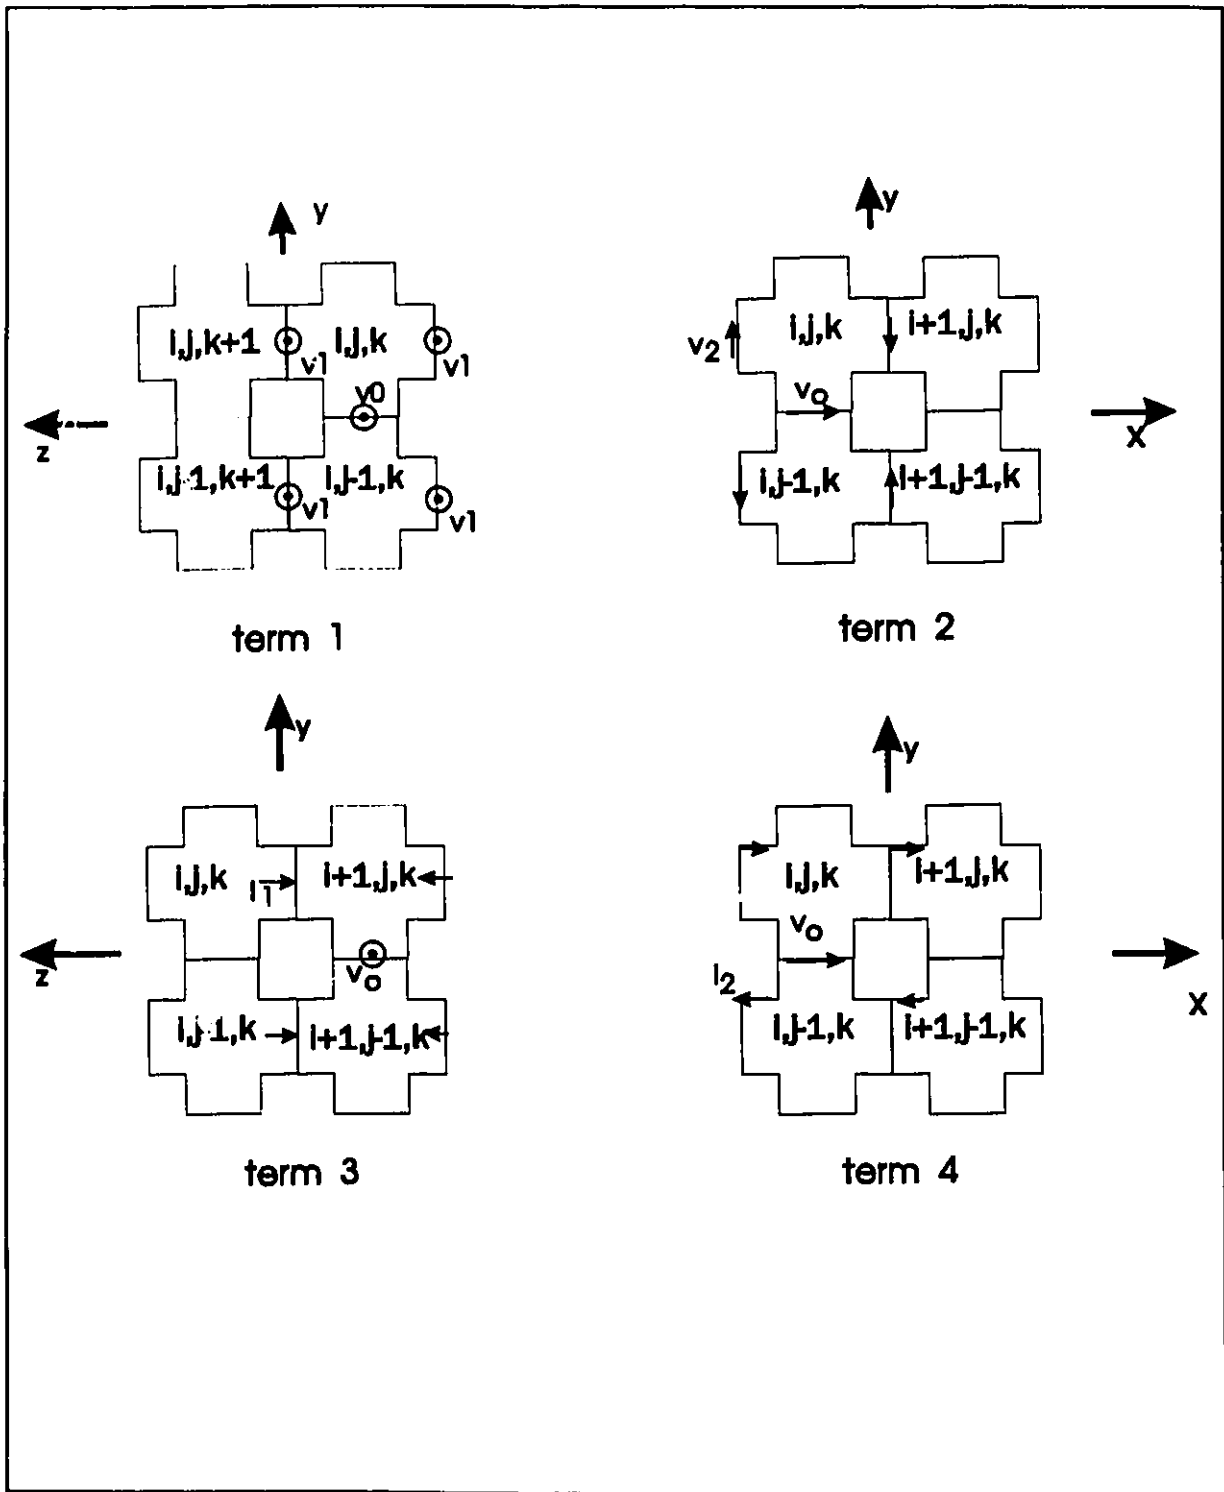 y
i,j,k+1 i,j,k
v1 v1
v0
z
i,j-1,k+1 i,j-1,k
v1 v1
term 1
y
i,j,k i+1,j,k
v2
vo
x
i,j-1,k i+1,j-1,k
term 2
y
i,j,k i+1,j,k
I1
z
vo
i,j-1,k i+1,j-1,k
term 3
y
i,j,k i+1,j,k
vo
I2
x
i,j-1,k i+1,j-1,k
term 4